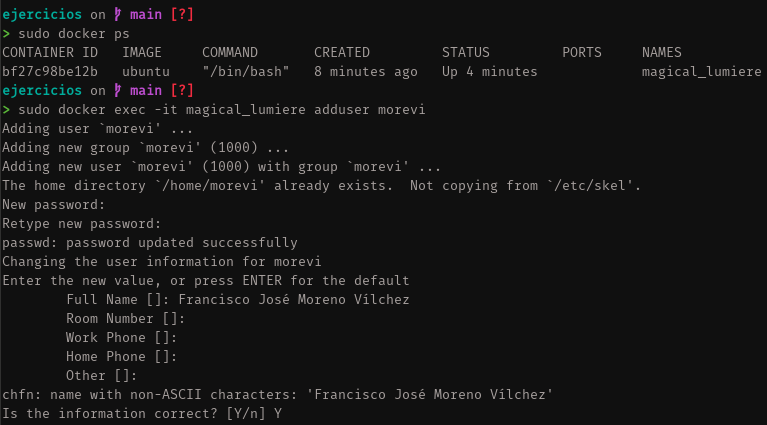 ejercicios on  main [?]
> sudo docker ps
CONTAINER ID   IMAGE     COMMAND       CREATED         STATUS         PORTS     NAMES
bf27c98be12b   ubuntu    "/bin/bash"   8 minutes ago   Up 4 minutes             magical_lumiere
ejercicios on  main [?]
> sudo docker exec -it magical_lumiere adduser morevi
Adding user `morevi' ...
Adding new group `morevi' (1000) ...
Adding new user `morevi' (1000) with group `morevi' ...
The home directory `/home/morevi' already exists.  Not copying from `/etc/skel'.
New password:
Retype new password:
passwd: password updated successfully
Changing the user information for morevi
Enter the new value, or press ENTER for the default
        Full Name []: Francisco José Moreno Vílchez
        Room Number []:
        Work Phone []:
        Home Phone []:
        Other []:
chfn: name with non-ASCII characters: 'Francisco José Moreno Vílchez'
Is the information correct? [Y/n] Y